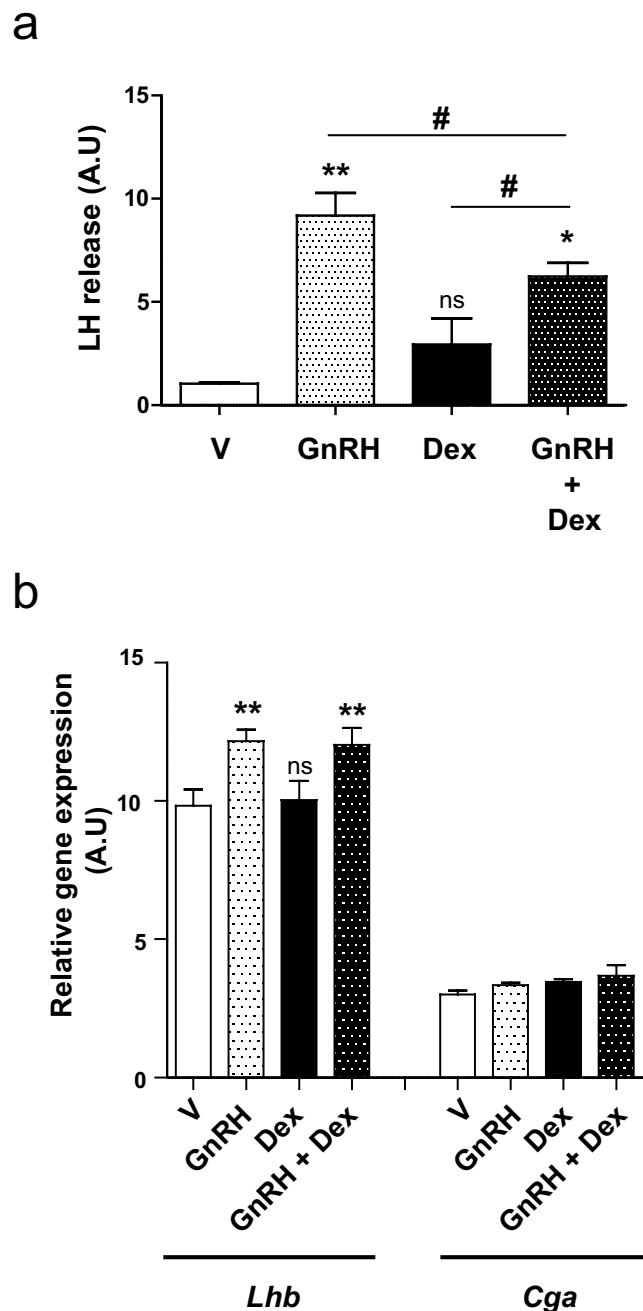 a
LH release (A.U)
15
10
5
0
**
ns
*
#
#
V GnRH Dex GnRH
+
Dex
b
Relative gene expression
(A.U)
15
10
5
0
**
ns
**
V GnRH Dex GnRH + Dex V GnRH Dex GnRH + Dex
Lhb Cga